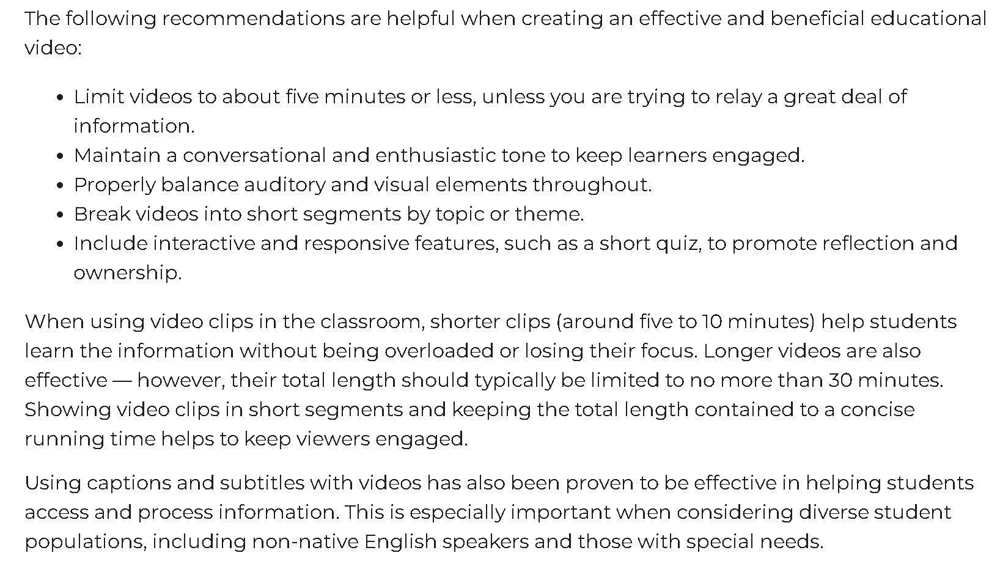 The following recommendations are helpful when creating an effective and beneficial educational
video:
• Limit videos to about five minutes or less, unless you are trying to relay a great deal of
information.
• Maintain a conversational and enthusiastic tone to keep learners engaged.
• Properly balance auditory and visual elements throughout.
• Break videos into short segments by topic or theme.
• Include interactive and responsive features, such as a short quiz, to promote reflection and
ownership.
When using video clips in the classroom, shorter clips (around five to 10 minutes) help students
learn the information without being overloaded or losing their focus. Longer videos are also
effective — however, their total length should typically be limited to no more than 30 minutes.
Showing video clips in short segments and keeping the total length contained to a concise
running time helps to keep viewers engaged.
Using captions and subtitles with videos has also been proven to be effective in helping students
access and process information. This is especially important when considering diverse student
populations, including non-native English speakers and those with special needs.